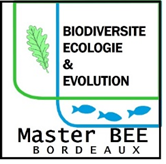 BIODIVERSITE
ECOLOGIE
&
EVOLUTION
Master BEE
BORDEAUX